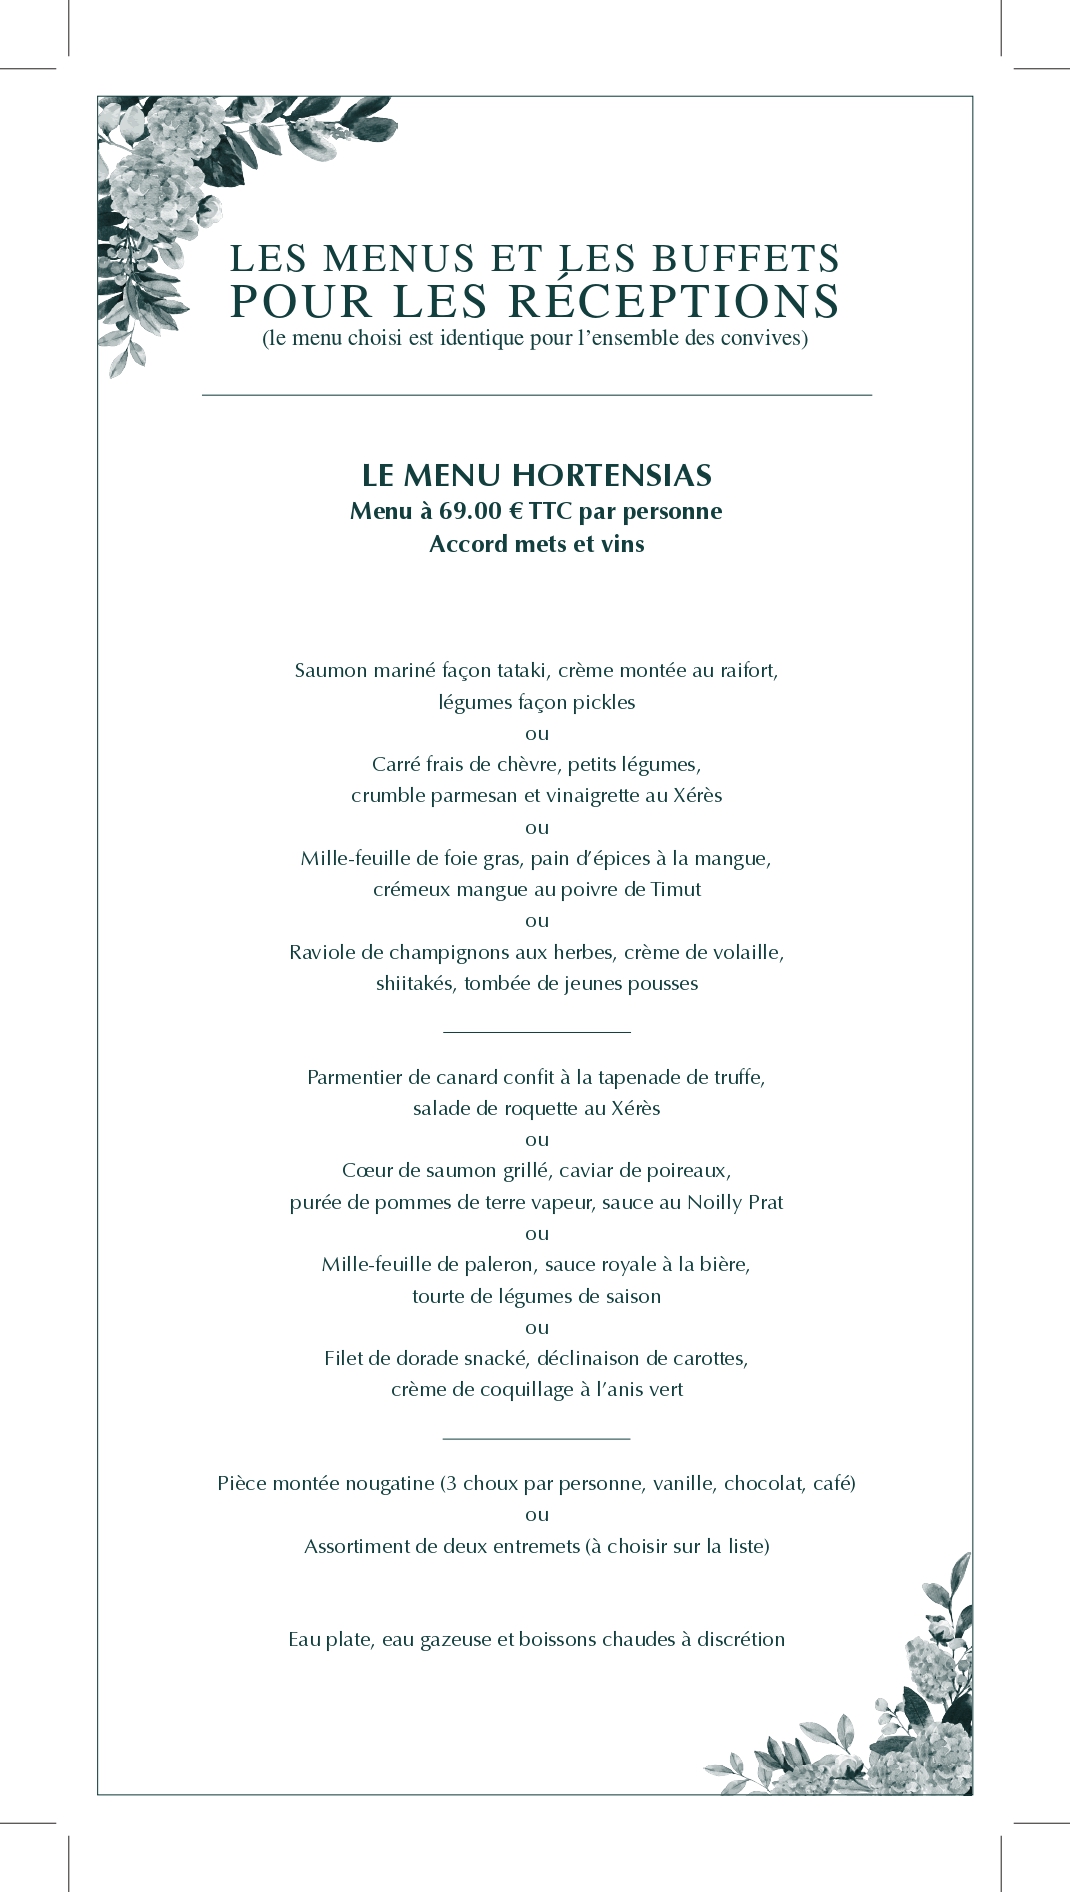 LES MENUS ET LES BUFFETS
POUR LES RÉCEPTIONS
(le menu choisi est identique pour l’ensemble des convives)
LE MENU HORTENSIAS
Menu à 69.00 € TTC par personne
Accord mets et vins
Saumon mariné façon tataki, crème montée au raifort,
légumes façon pickles
ou
Carré frais de chèvre, petits légumes,
crumble parmesan et vinaigrette au Xérès
ou
Mille-feuille de foie gras, pain d’épices à la mangue,
crémeux mangue au poivre de Timut
ou
Raviole de champignons aux herbes, crème de volaille,
shiitakés, tombée de jeunes pousses
Parmentier de canard confit à la tapenade de truffe,
salade de roquette au Xérès
ou
Cœur de saumon grillé, caviar de poireaux,
purée de pommes de terre vapeur, sauce au Noilly Prat
ou
Mille-feuille de paleron, sauce royale à la bière,
tourte de légumes de saison
ou
Filet de dorade snacké, déclinaison de carottes,
crème de coquillage à l’anis vert
Pièce montée nougatine (3 choux par personne, vanille, chocolat, café)
ou
Assortiment de deux entremets (à choisir sur la liste)
Eau plate, eau gazeuse et boissons chaudes à discrétion